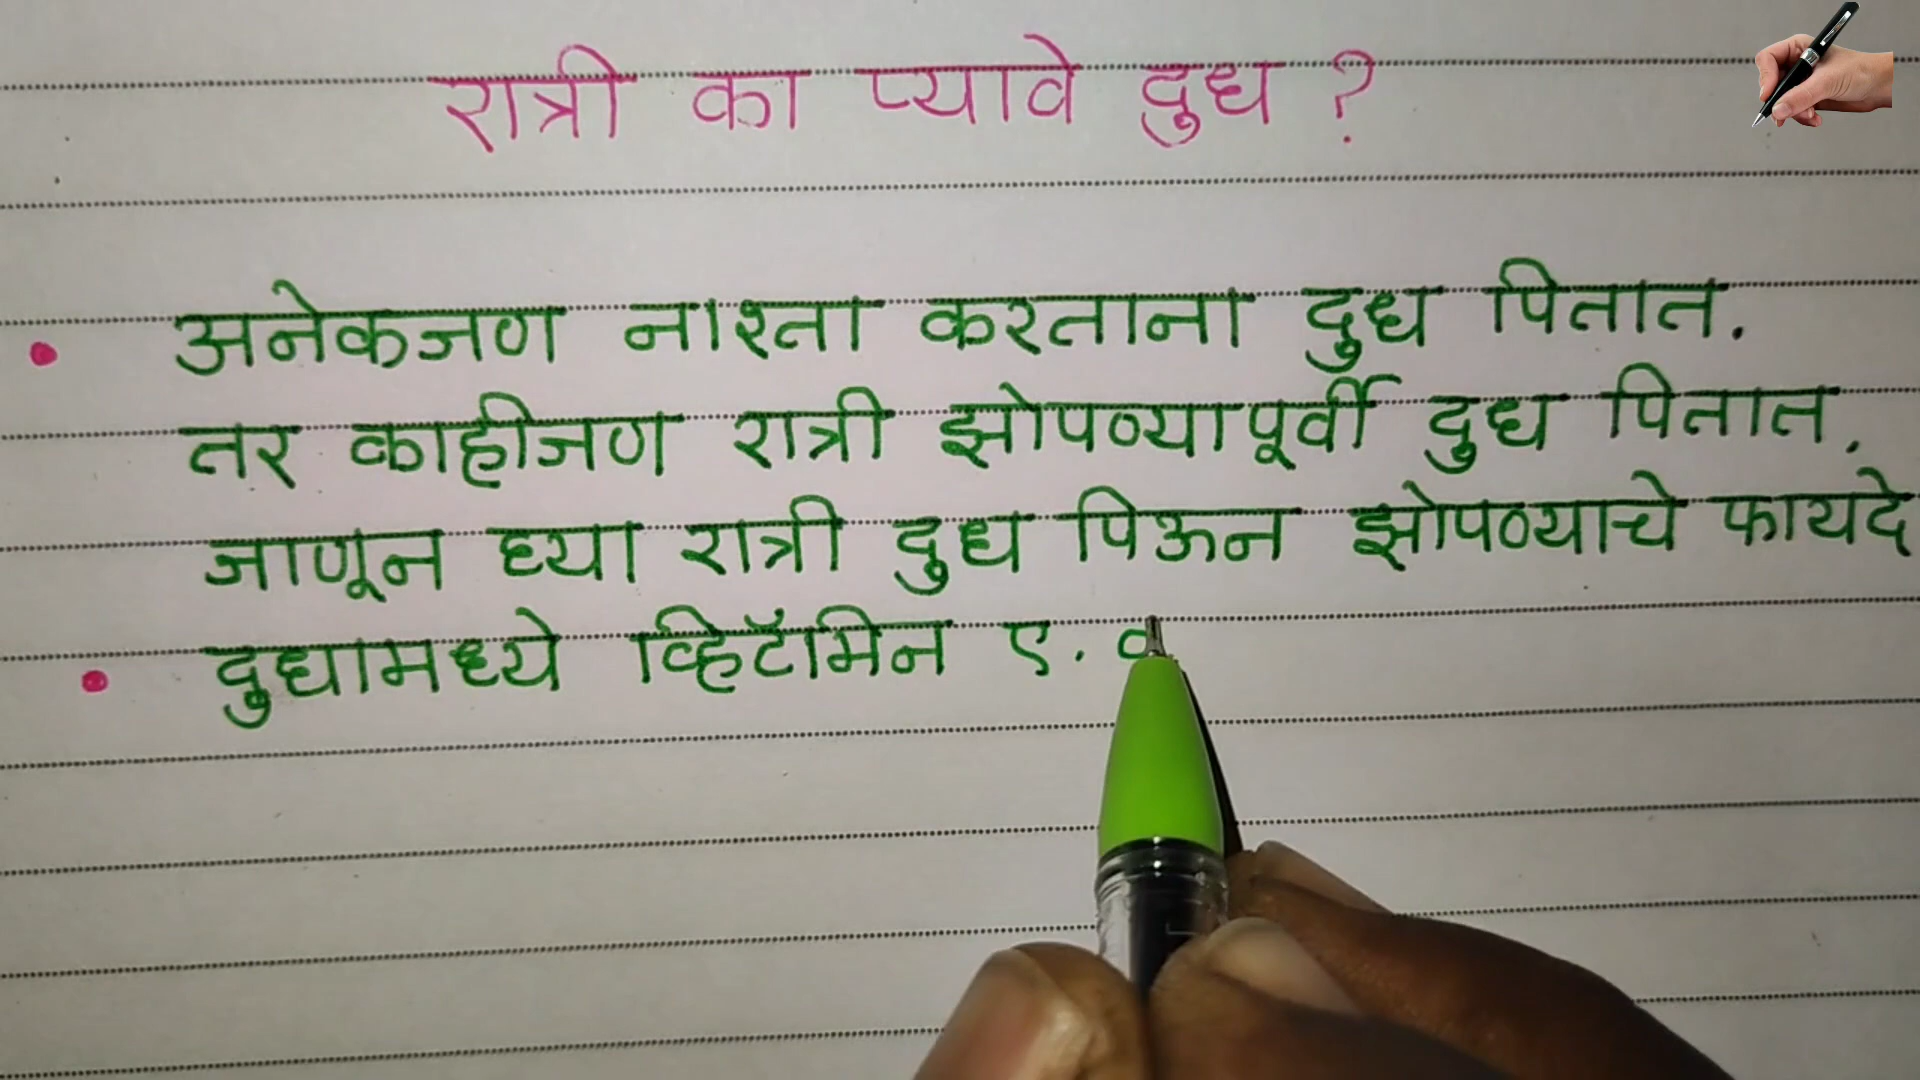 रात्री का प्यावे दुध ?
अनेकजण नाश्ता करताना दुध पितात.
तर काहीजण रात्री झोपण्यापूर्वी दुध पितात.
जाणून घ्या रात्री दुध पिऊन झोपण्याचे फायदे
दुधामध्ये व्हिटॅमिन ए.